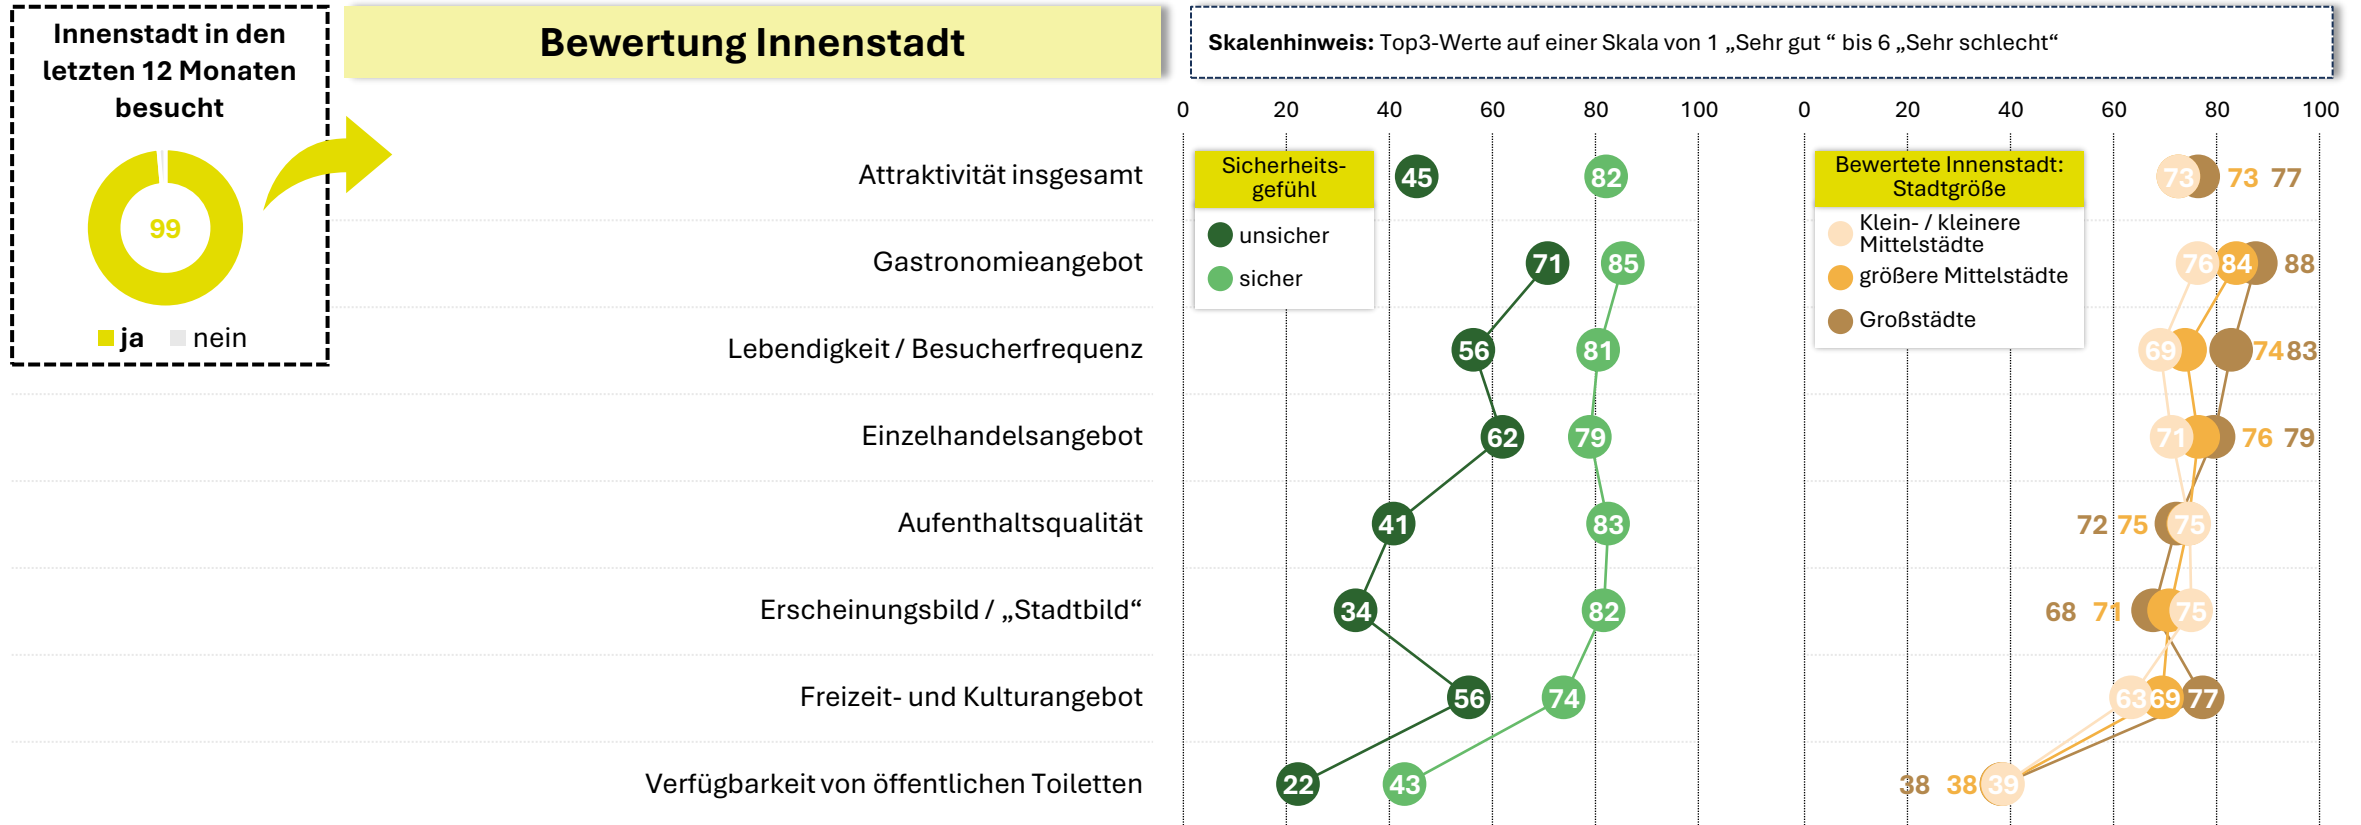 Innenstadt in den
letzten 12 Monaten
besucht
99
ja nein
Bewertung Innenstadt
Skalenhinweis: Top3-Werte auf einer Skala von 1 „Sehr gut “ bis 6 „Sehr schlecht“
0 20 40 60 80 100
0 20 40 60 80 100
Sicherheits-
gefühl
unsicher
sicher
Bewertete Innenstadt:
Stadtgröße
Klein- / kleinere
Mittelstädte
größere Mittelstädte
Großstädte
Attraktivität insgesamt 45 82 73 73 77
Gastronomieangebot 71 85 76 84 88
Lebendigkeit / Besucherfrequenz 56 81 69 74 83
Einzelhandelsangebot 62 79 71 76 79
Aufenthaltsqualität 41 83 72 75 75
Erscheinungsbild / „Stadtbild“ 34 82 68 71 75
Freizeit- und Kulturangebot 56 74 63 69 77
Verfügbarkeit von öffentlichen Toiletten 22 43 38 38 39